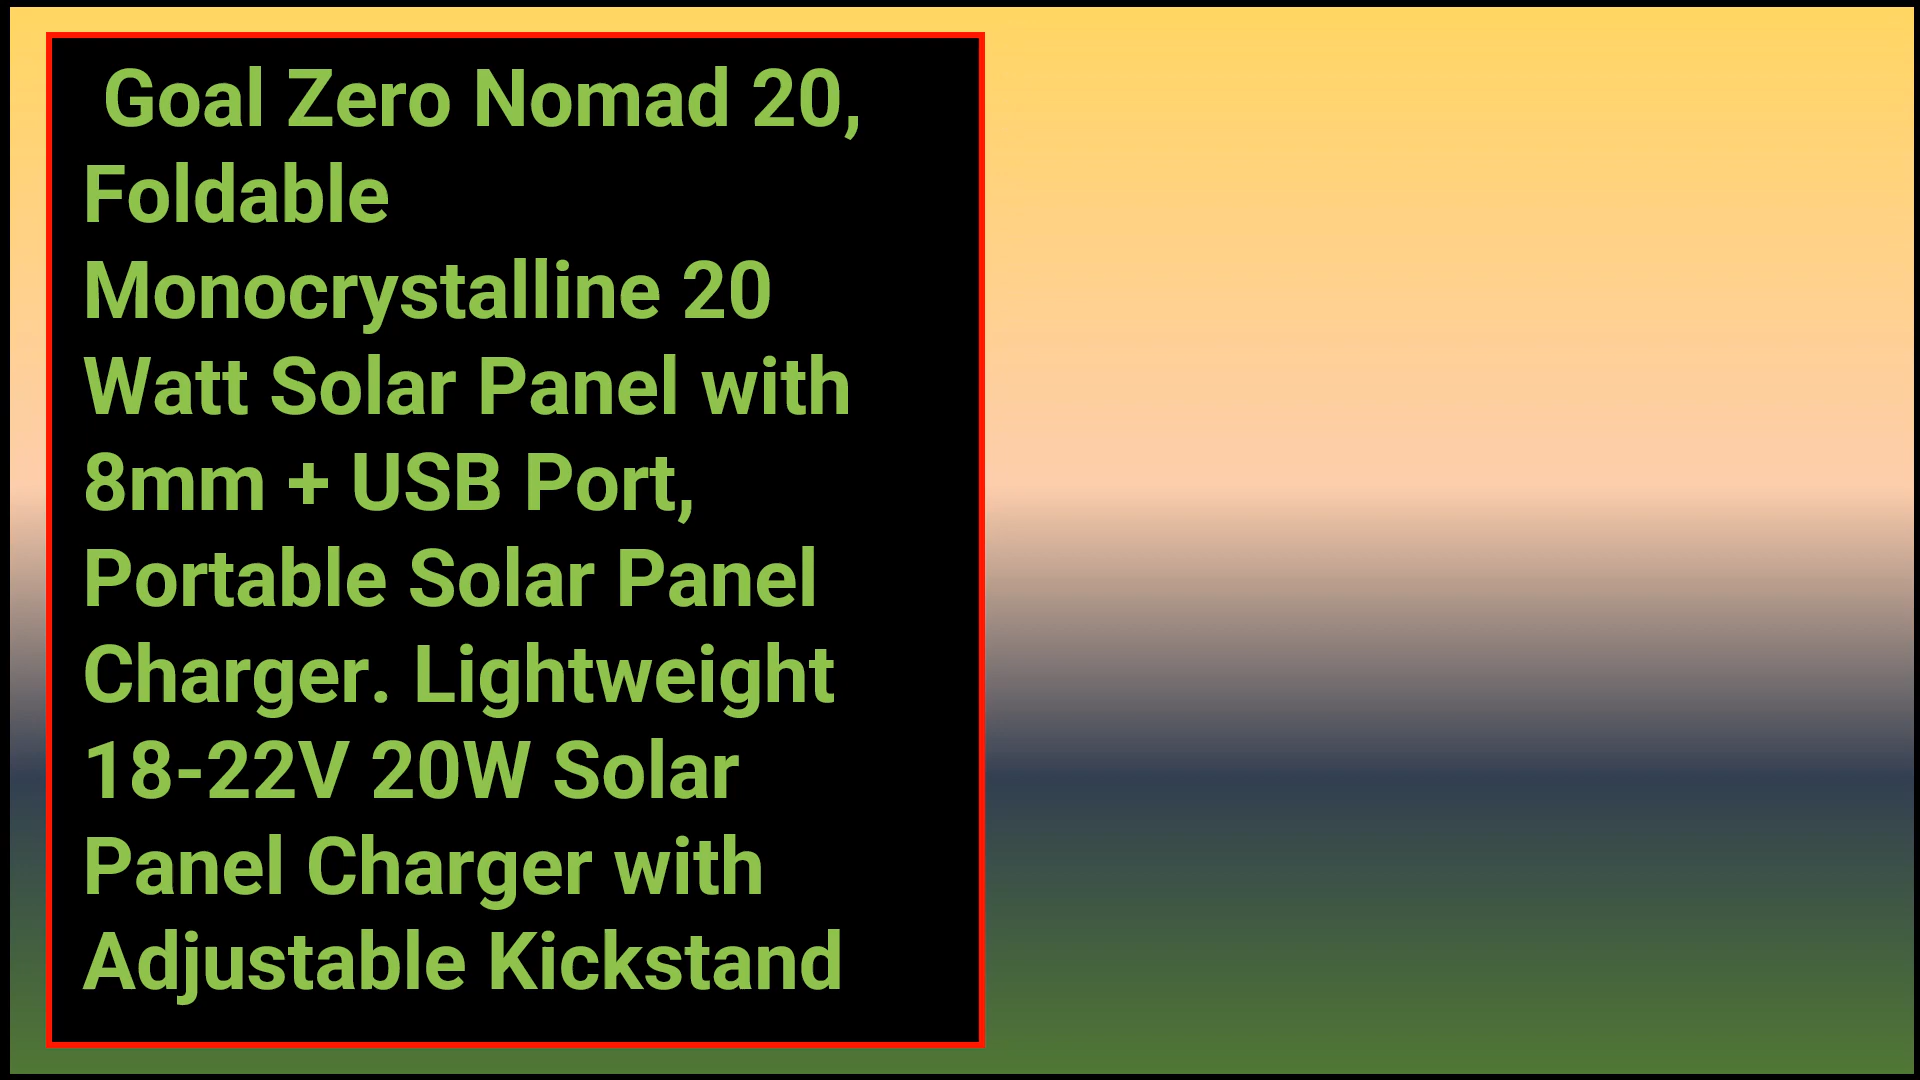 Goal Zero Nomad 20,
Foldable
Monocrystalline 20
Watt Solar Panel with
8mm + USB Port,
Portable Solar Panel
Charger. Lightweight
18-22V 20W Solar
Panel Charger with
Adjustable Kickstand